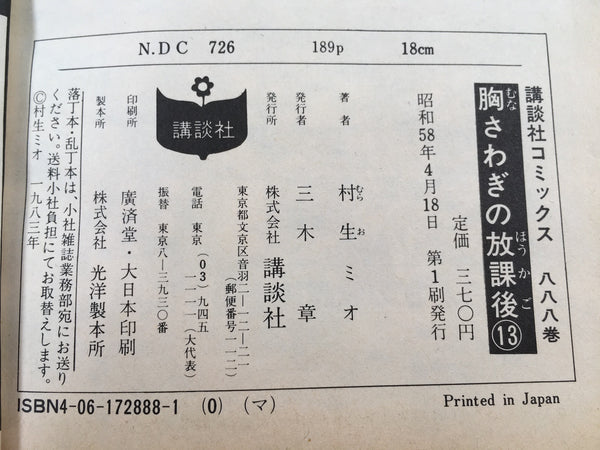 N.D C 726 189p 18cm
講談社コミックス 八八八巻
胸さわぎの放課後⑬
むな
ほうかご
定価 三七〇円
昭和58年4月18日 第1刷発行
著者 村生ミオ
むら お
発行者 三木章
発行所 株式会社 講談社
東京都文京区音羽二―一二―二一
(郵便番号一一二)
電話 東京(03)九四五
一一一一(大代表)
振替 東京八―三九三〇番
講談社
印刷所 廣済堂・大日本印刷
製本所 株式会社 光洋製本所
落丁本・乱丁本は、小社雑誌業務部宛にお送り
ください。送料小社負担にてお取替えします。
©村生ミオ 一九八三年
ISBN4-06-172888-1 (0) (マ)
Printed in Japan